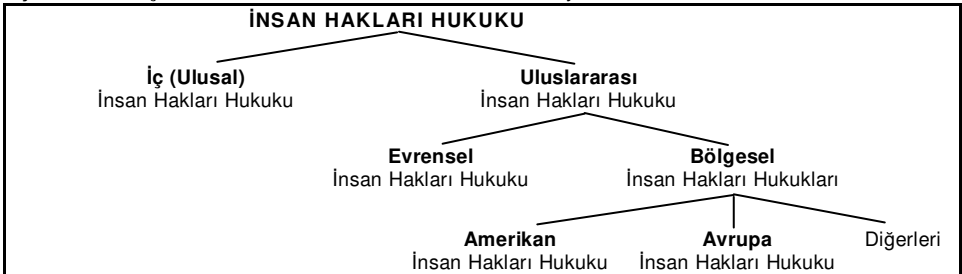 İNSAN HAKLARI HUKUKU
İç (Ulusal)
İnsan Hakları Hukuku
Uluslararası
İnsan Hakları Hukuku
Evrensel
İnsan Hakları Hukuku
Bölgesel
İnsan Hakları Hukukları
Amerikan
İnsan Hakları Hukuku
Avrupa
İnsan Hakları Hukuku
Diğerleri